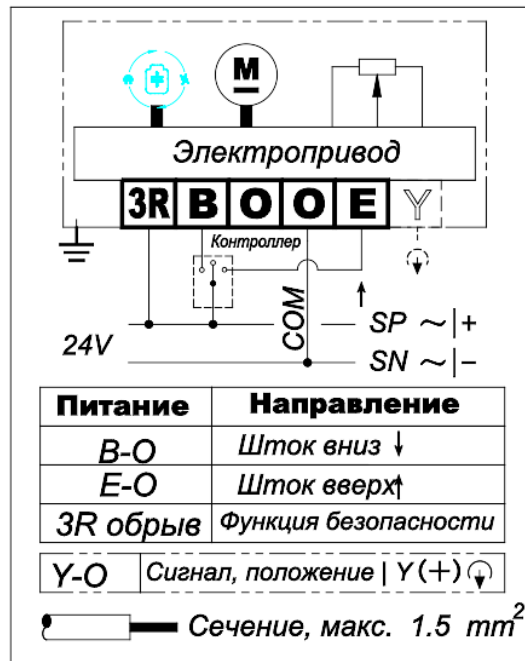 M
Электропривод
3R B O O E Y
Контроллер
COM
24V
SP ~|+
SN ~|−
Питание Направление
B-O Шток вниз ↓
E-O Шток вверх↑
3R обрыв Функция безопасности
Y-O Сигнал, положение | Y(+)
Сечение, макс. 1.5 mm²